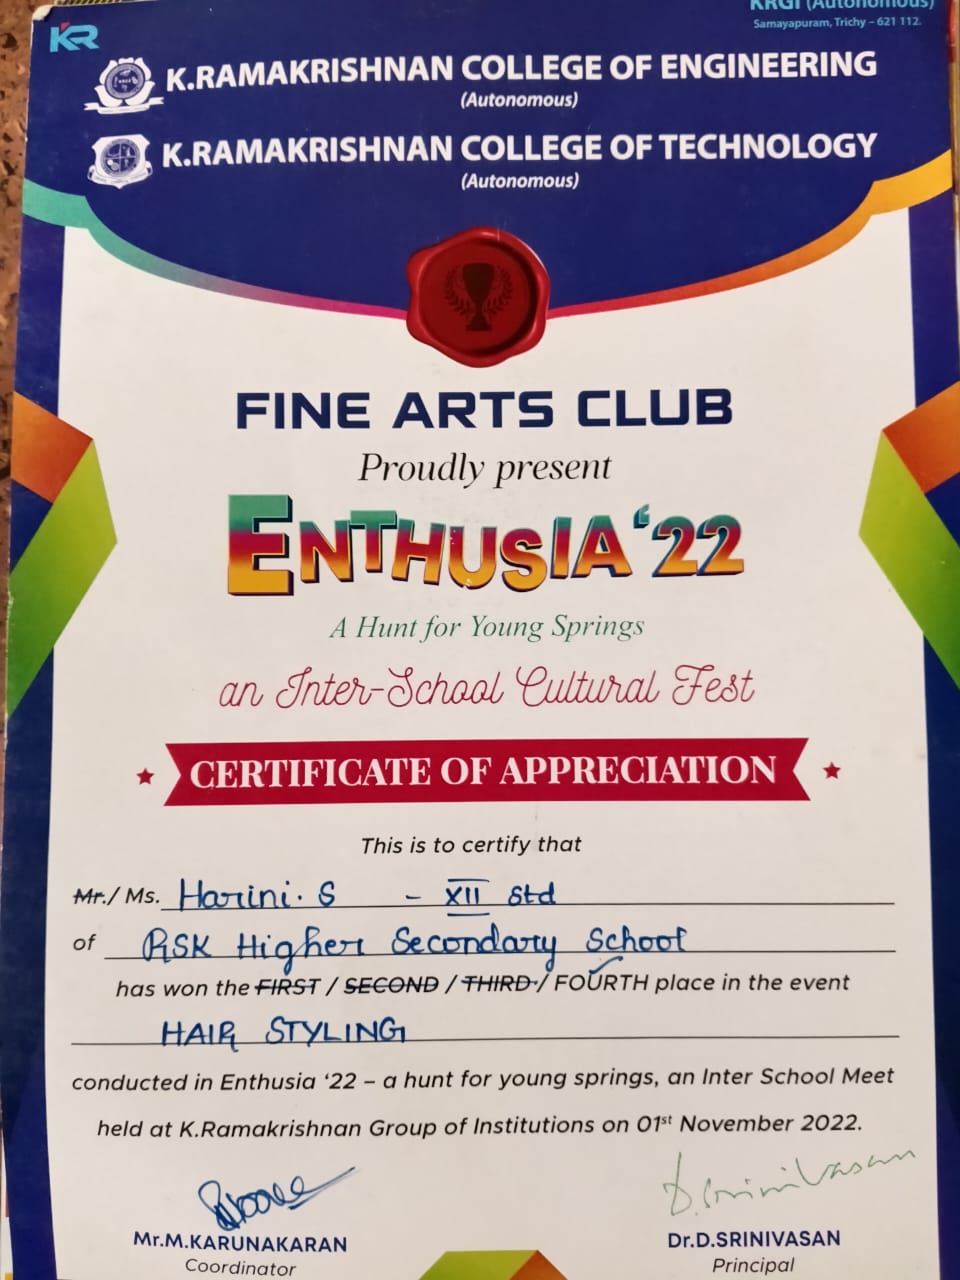 KR
KRGI (Autonomous)
Samayapuram, Trichy – 621 112.
K.RAMAKRISHNAN COLLEGE OF ENGINEERING
(Autonomous)
K.RAMAKRISHNAN COLLEGE OF TECHNOLOGY
(Autonomous)
FINE ARTS CLUB
Proudly present
ENTHUSIA ‘22
A Hunt for Young Springs
an Inter-School Cultural Fest
CERTIFICATE OF APPRECIATION
This is to certify that
Mr./ Ms. Harini. S – XII Std
of RSK Higher Secondary School
has won the FIRST / SECOND / THIRD / FOURTH place in the event
HAIR STYLING
conducted in Enthusia ‘22 – a hunt for young springs, an Inter School Meet
held at K.Ramakrishnan Group of Institutions on 01st November 2022.
D. Srinivasan
Mr.M.KARUNAKARAN
Coordinator
Dr.D.SRINIVASAN
Principal